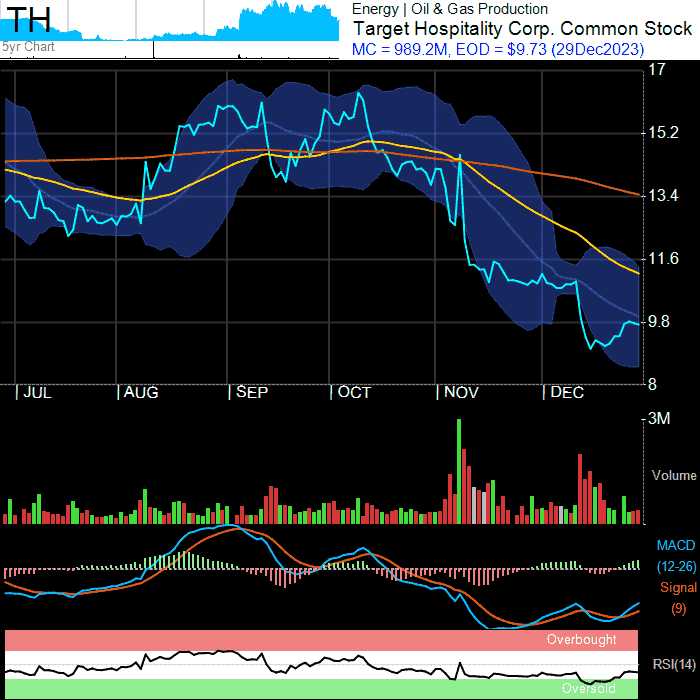 TH
Energy | Oil & Gas Production
Target Hospitality Corp. Common Stock
5yr Chart
MC = 989.2M, EOD = $9.73 (29Dec2023)
17
15.2
13.4
11.6
9.8
8
| JUL | AUG | SEP | OCT | NOV | DEC
3M
Volume
MACD
(12-26)
Signal
(9)
Overbought
RSI(14)
Oversold